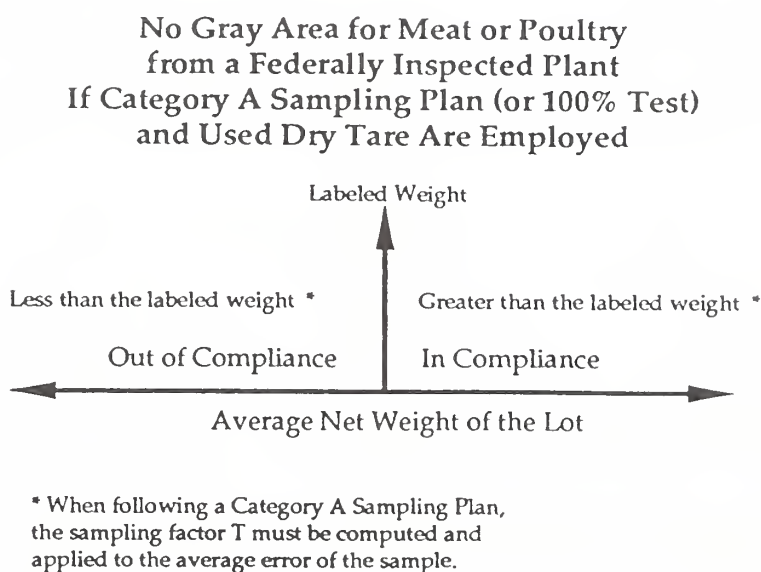 No Gray Area for Meat or Poultry
from a Federally Inspected Plant
If Category A Sampling Plan (or 100% Test)
and Used Dry Tare Are Employed
Labeled Weight
Less than the labeled weight *
Greater than the labeled weight *
Out of Compliance
In Compliance
Average Net Weight of the Lot
* When following a Category A Sampling Plan,
the sampling factor T must be computed and
applied to the average error of the sample.